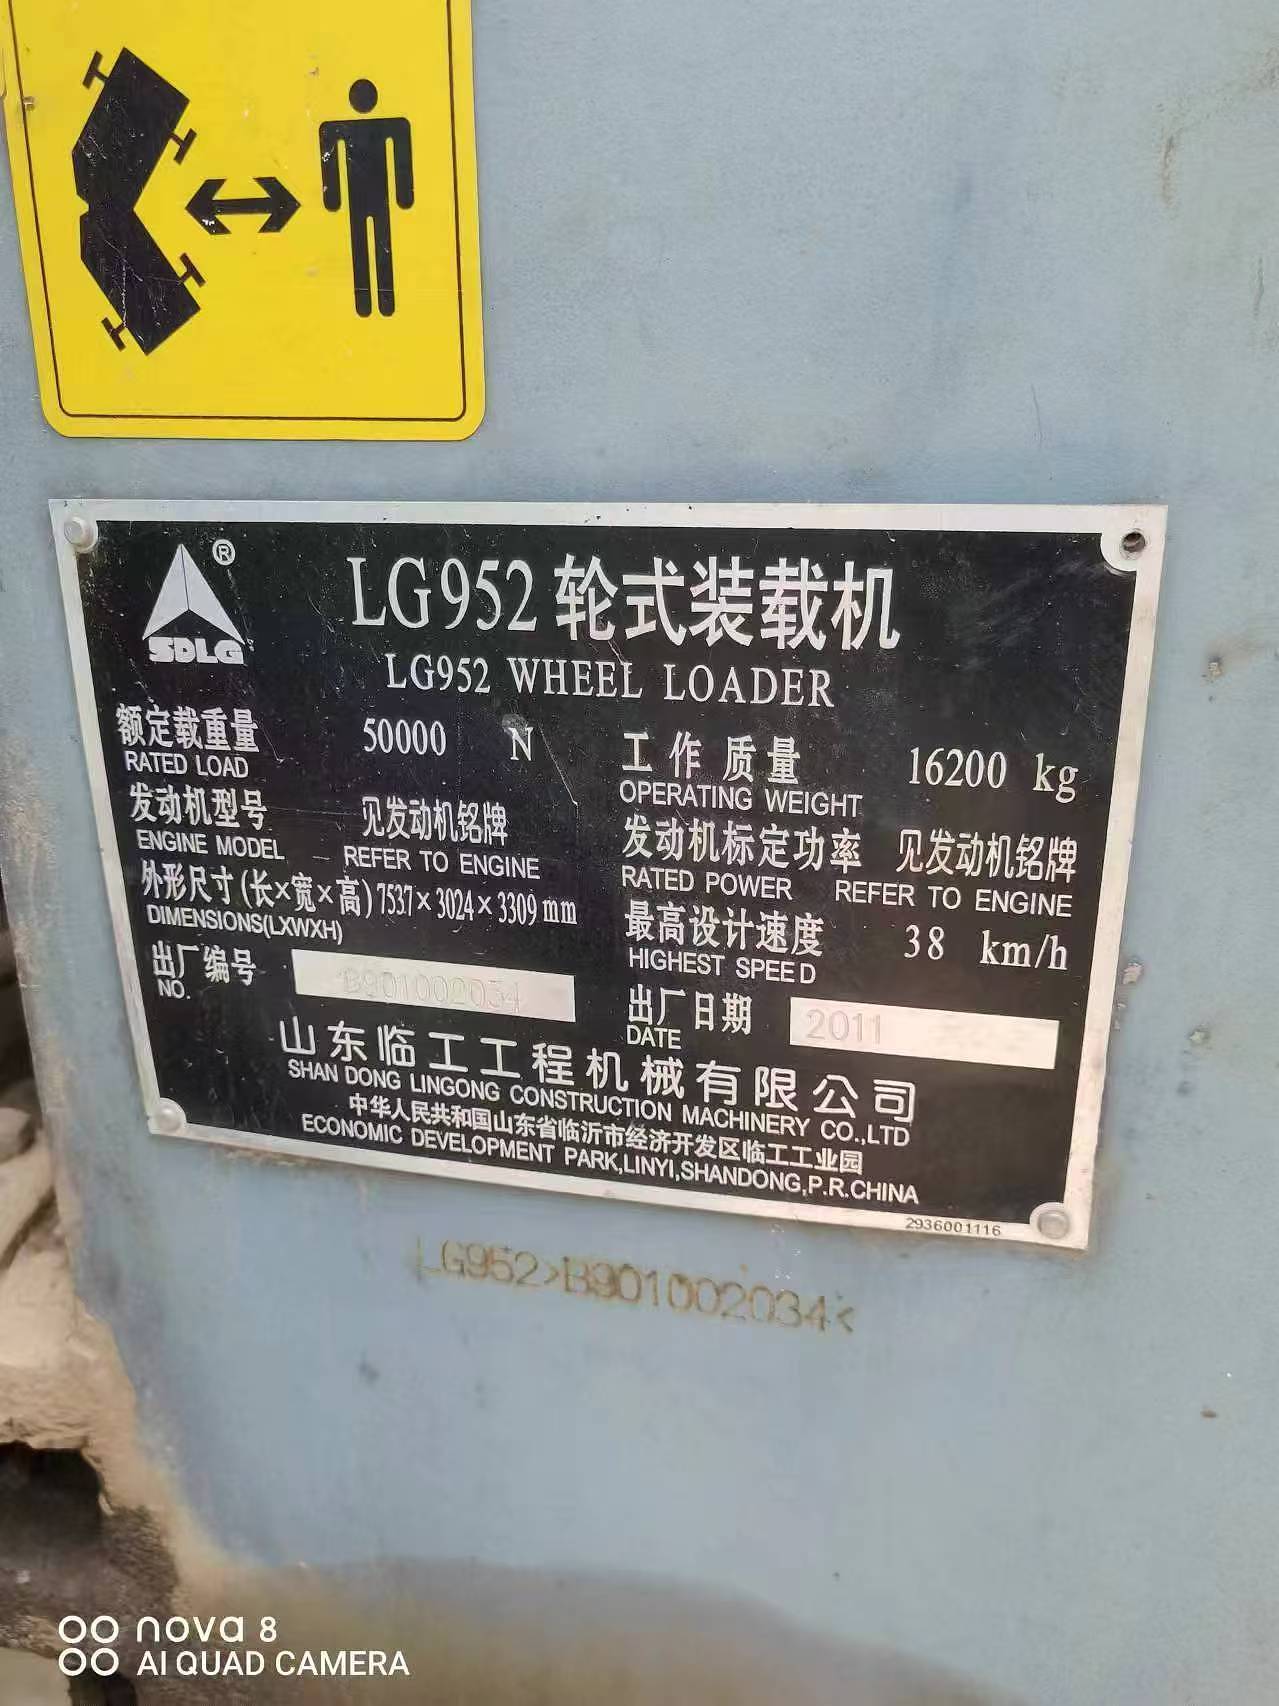 ®
SDLG
LG952 轮式装载机
LG952 WHEEL LOADER
额定载重量 50000 N
RATED LOAD
工作质量 16200 kg
OPERATING WEIGHT
发动机型号 见发动机铭牌
ENGINE MODEL REFER TO ENGINE
发动机标定功率 见发动机铭牌
RATED POWER REFER TO ENGINE
外形尺寸(长×宽×高) 7537×3024×3309 mm
DIMENSIONS(LXWXH)
最高设计速度 38 km/h
HIGHEST SPEED
出厂编号 B901002034
NO.
出厂日期 2011
DATE
山东临工工程机械有限公司
SHAN DONG LINGONG CONSTRUCTION MACHINERY CO.,LTD
中华人民共和国山东省临沂市经济开发区临工工业园
ECONOMIC DEVELOPMENT PARK,LINYI,SHANDONG,P.R.CHINA
2936001116
LG952>B901002034<
nova 8
AI QUAD CAMERA